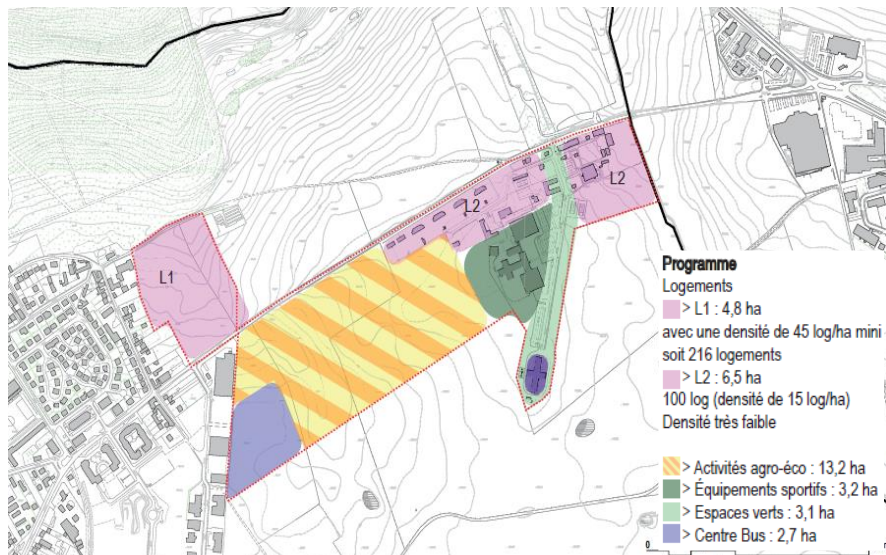 L1
L2
L2
Programme
Logements
> L1 : 4,8 ha
avec une densité de 45 log/ha mini
soit 216 logements
> L2 : 6,5 ha
100 log (densité de 15 log/ha)
Densité très faible
> Activités agro-éco : 13,2 ha
> Équipements sportifs : 3,2 ha
> Espaces verts : 3,1 ha
> Centre Bus : 2,7 ha
0